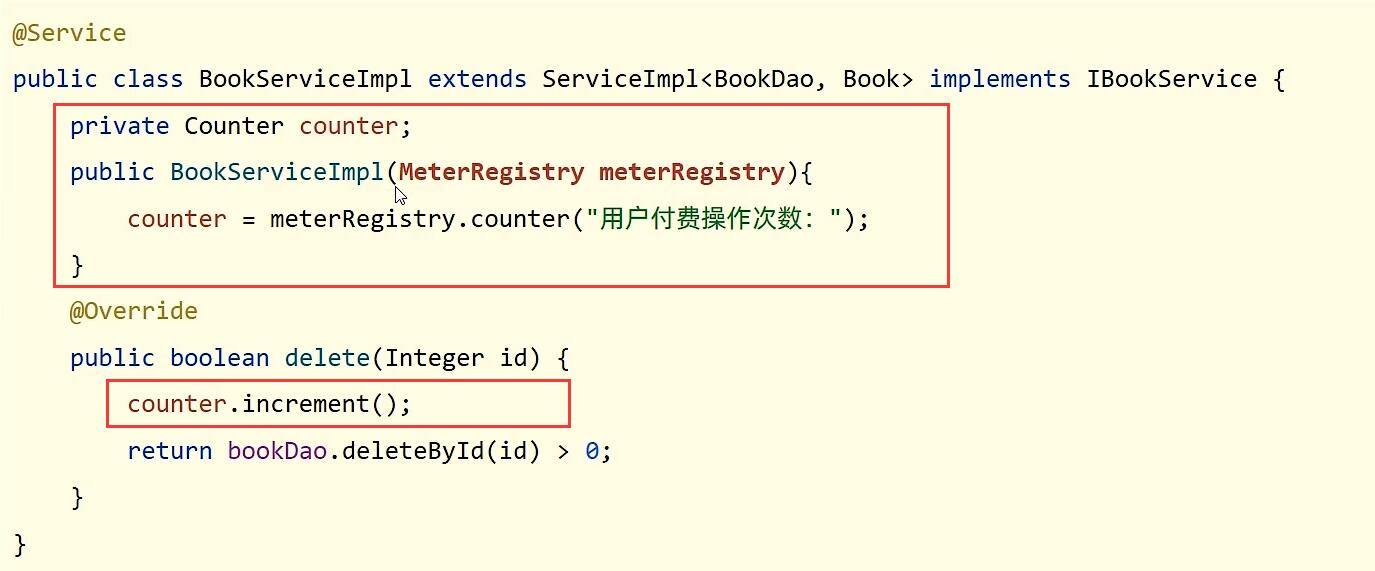 @Service
public class BookServiceImpl extends ServiceImpl<BookDao, Book> implements IBookService {
    private Counter counter;
    public BookServiceImpl(MeterRegistry meterRegistry){
        counter = meterRegistry.counter("用户付费操作次数：");
    }
    @Override
    public boolean delete(Integer id) {
        counter.increment();
        return bookDao.deleteById(id) > 0;
    }
}